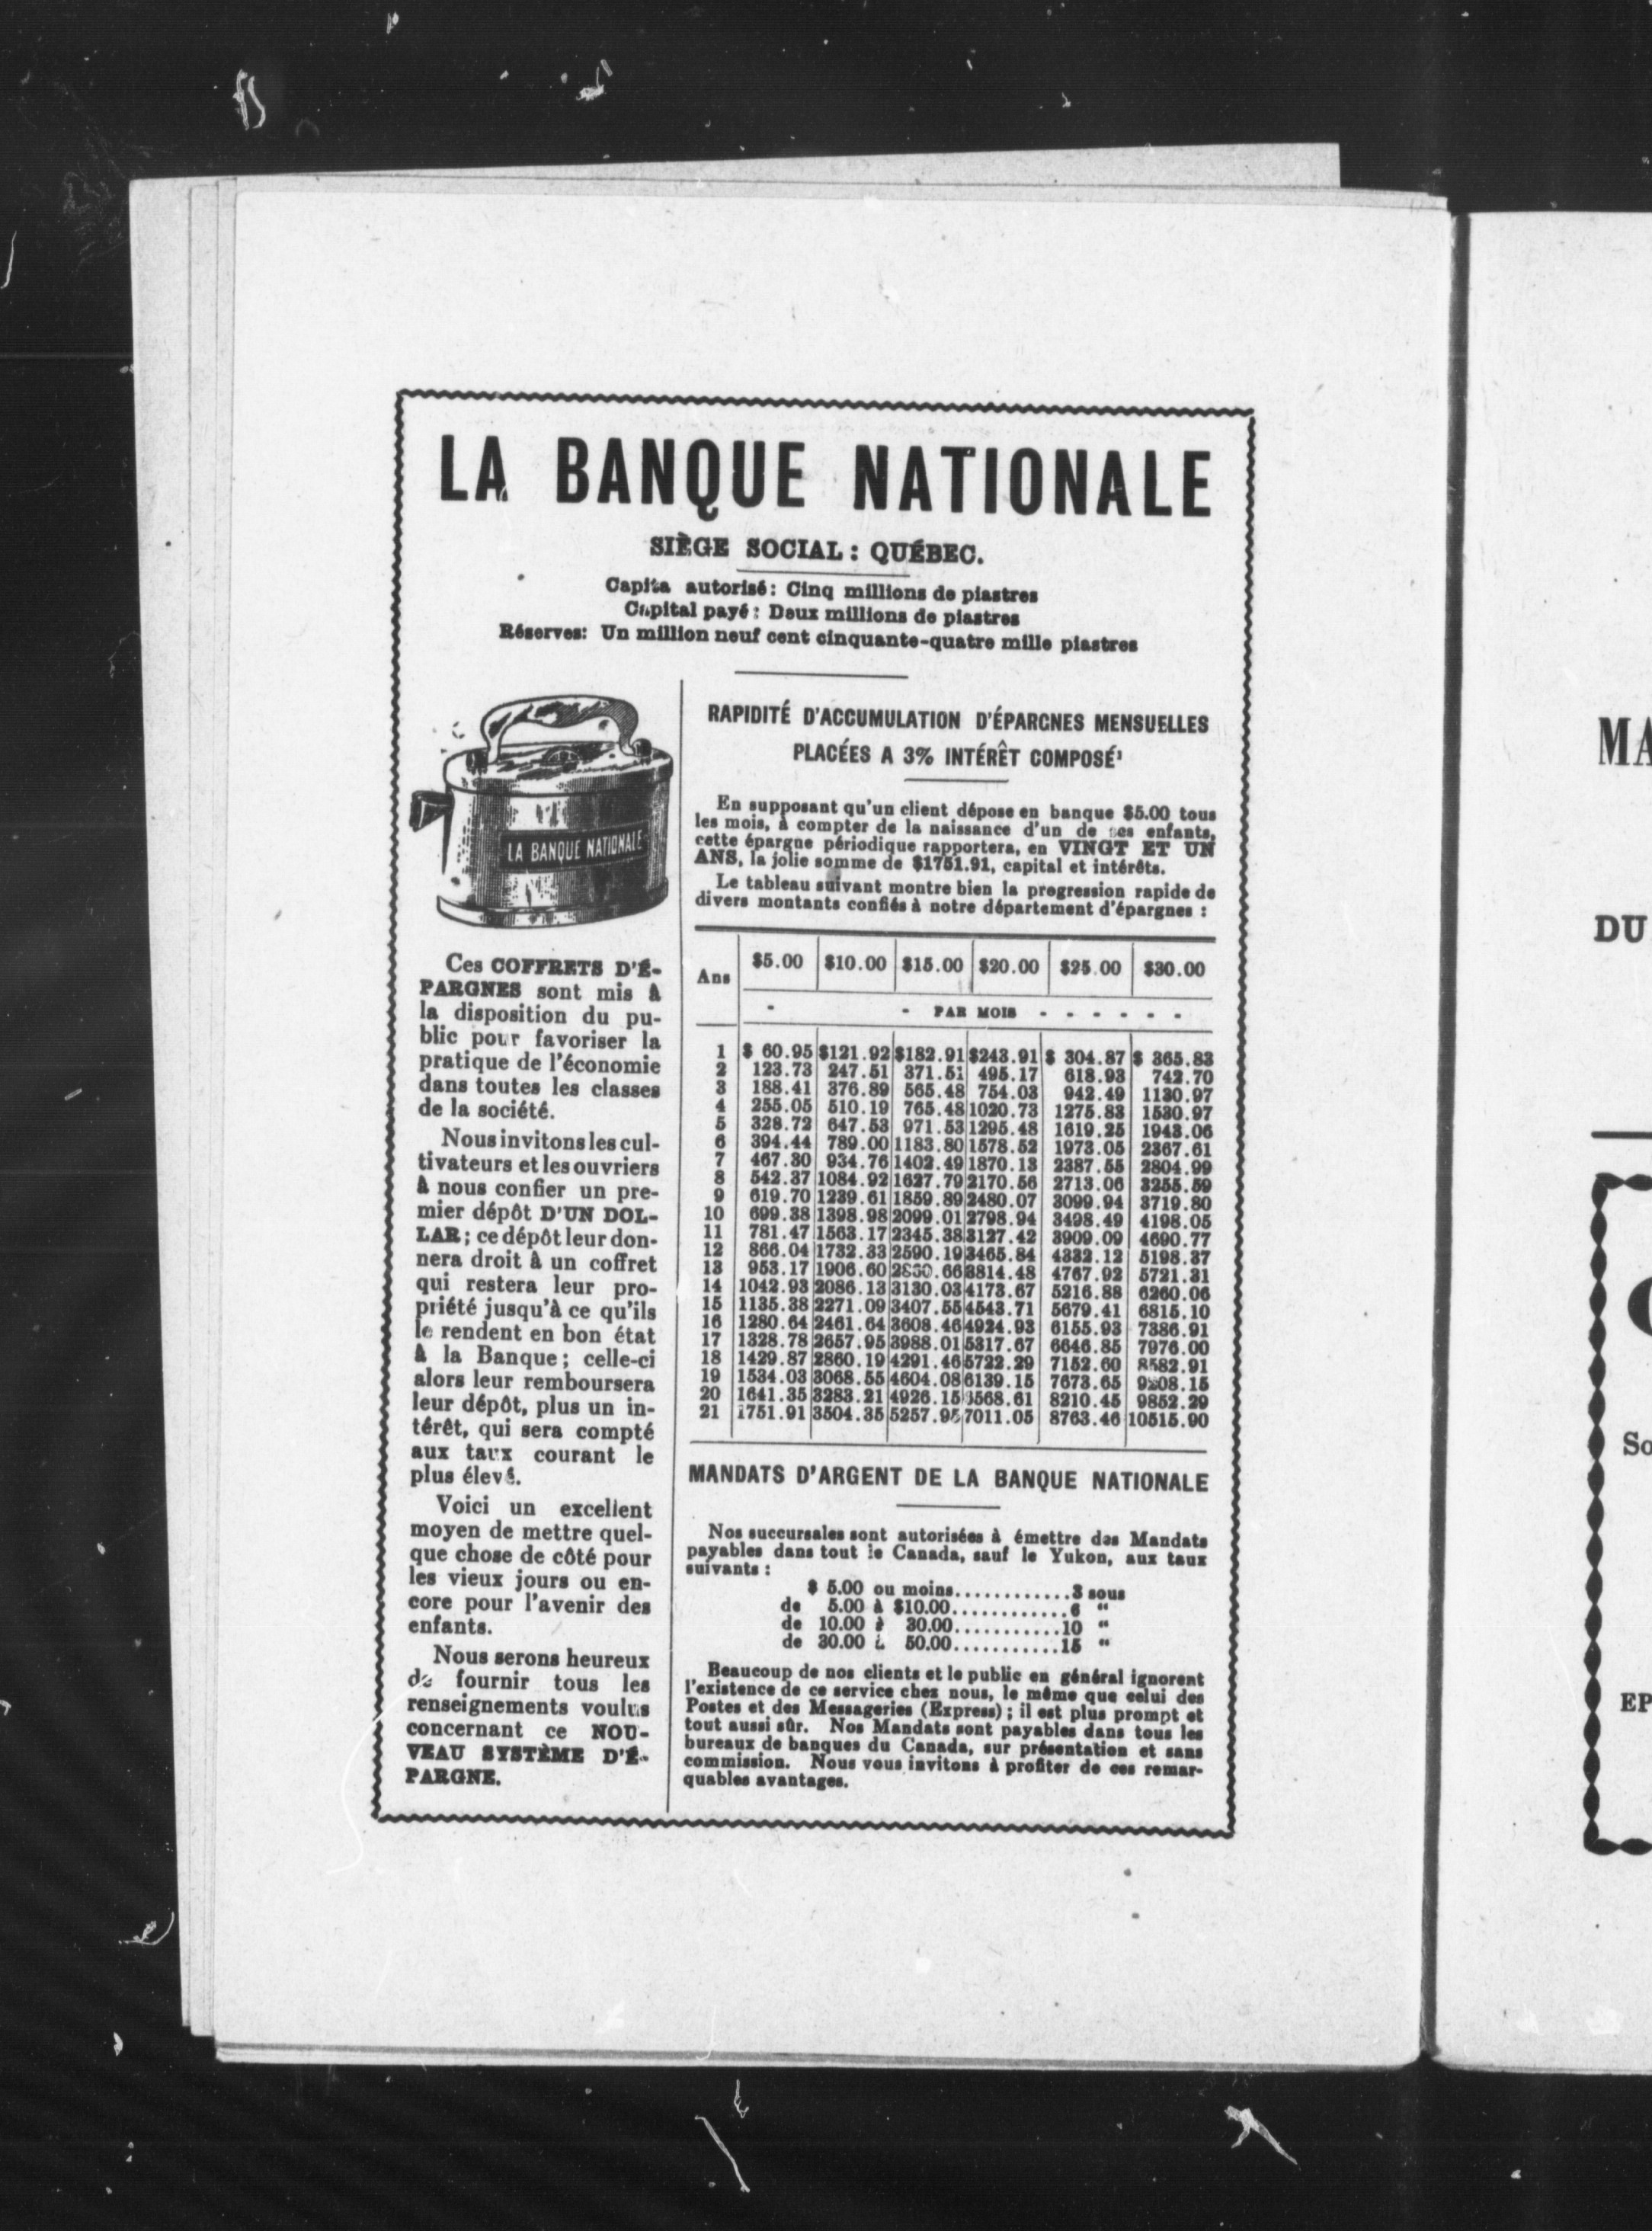 LA BANQUE NATIONALE
SIÈGE SOCIAL : QUÉBEC.
Capita autorisé : Cinq millions de piastres
Capital payé : Deux millions de piastres
Réserves: Un million neuf cent cinquante-quatre mille piastres
LA BANQUE NATIONALE
Ces COFFRETS D'É-
PARGNES sont mis à
la disposition du pu-
blic pour favoriser la
pratique de l'économie
dans toutes les classes
de la société.
Nous invitons les cul-
tivateurs et les ouvriers
à nous confier un pre-
mier dépôt D'UN DOL-
LAR ; ce dépôt leur don-
nera droit à un coffret
qui restera leur pro-
priété jusqu'à ce qu'ils
le rendent en bon état
à la Banque ; celle-ci
alors leur remboursera
leur dépôt, plus un in-
térêt, qui sera compté
aux taux courant le
plus élevé.
Voici un excellent
moyen de mettre quel-
que chose de côté pour
les vieux jours ou en-
core pour l'avenir des
enfants.
Nous serons heureux
de fournir tous les
renseignements voulus
concernant ce NOU-
VEAU SYSTÈME D'É-
PARGNE.
RAPIDITÉ D'ACCUMULATION D'ÉPARGNES MENSUELLES
PLACÉES A 3% INTÉRÊT COMPOSÉ
En supposant qu'un client dépose en banque $5.00 tous
les mois, à compter de la naissance d'un de ses enfants,
cette épargne périodique rapportera, en VINGT ET UN
ANS, la jolie somme de $1751.91, capital et intérêts.
Le tableau suivant montre bien la progression rapide de
divers montants confiés à notre département d'épargnes :
Ans $5.00 $10.00 $15.00 $20.00 $25.00 $30.00
- - PAR MOIS - - - - - -
1 $ 60.95 $121.92 $182.91 $243.91 $ 304.87 $ 365.83
2 123.73 247.51 371.51 495.17 618.93 742.70
3 188.41 376.89 565.48 754.03 942.49 1130.97
4 255.05 510.19 765.48 1020.73 1275.83 1530.97
5 328.72 647.53 971.53 1295.48 1619.25 1943.06
6 394.44 789.00 1183.80 1578.52 1973.05 2367.61
7 467.30 934.76 1402.49 1870.13 2387.55 2804.99
8 542.37 1084.92 1627.79 2170.56 2713.06 3255.59
9 619.70 1239.61 1859.89 2480.07 3099.94 3719.80
10 699.38 1398.98 2099.01 2798.94 3498.49 4198.05
11 781.47 1563.17 2345.38 3127.42 3909.09 4690.77
12 866.04 1732.33 2590.19 3465.84 4332.12 5198.37
13 953.17 1906.60 2860.66 3814.48 4767.92 5721.31
14 1042.93 2086.13 3130.03 4173.67 5216.88 6260.06
15 1135.38 2271.09 3407.55 4543.71 5679.41 6815.10
16 1280.64 2461.64 3608.46 4924.93 6155.93 7386.91
17 1328.78 2657.95 3988.01 5317.67 6646.85 7976.00
18 1429.87 2860.19 4291.46 5722.29 7152.60 8582.91
19 1534.03 3068.55 4604.08 6139.15 7673.65 9208.15
20 1641.35 3283.21 4926.15 6568.61 8210.45 9852.29
21 1751.91 3504.35 5257.95 7011.05 8763.46 10515.90
MANDATS D'ARGENT DE LA BANQUE NATIONALE
Nos succursales sont autorisées à émettre des Mandats
payables dans tout le Canada, sauf le Yukon, aux taux
suivants :
$ 5.00 ou moins............3 sous
de 5.00 à $10.00............6 "
de 10.00 à 30.00...........10 "
de 30.00 à 50.00...........15 "
Beaucoup de nos clients et le public en général ignorent
l'existence de ce service chez nous, le même que celui des
Postes et des Messageries (Express) ; il est plus prompt et
tout aussi sûr. Nos Mandats sont payables dans tous les
bureaux de banques du Canada, sur présentation et sans
commission. Nous vous invitons à profiter de ces remar-
quables avantages.
MA
DU
So
EP